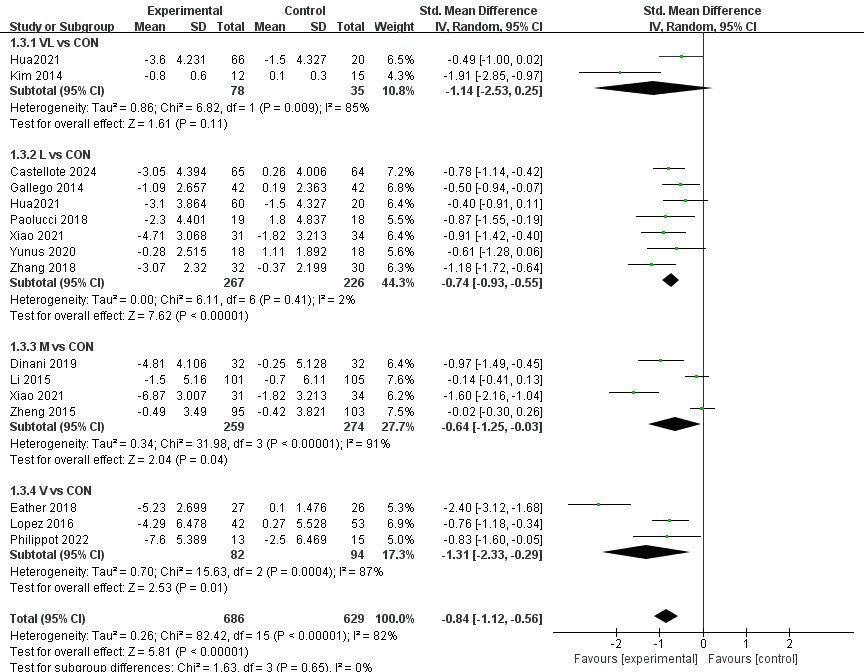 Experimental Control Std. Mean Difference Std. Mean Difference
Study or Subgroup Mean SD Total Mean SD Total Weight IV, Random, 95% CI IV, Random, 95% CI
1.3.1 VL vs CON
Hua2021 -3.6 4.231 66 -1.5 4.327 20 6.5% -0.49 [-1.00, 0.02]
Kim 2014 -0.8 0.6 12 0.1 0.3 15 4.3% -1.91 [-2.85, -0.97]
Subtotal (95% CI) 78 35 10.8% -1.14 [-2.53, 0.25]
Heterogeneity: Tau² = 0.86; Chi² = 6.82, df = 1 (P = 0.009); I² = 85%
Test for overall effect: Z = 1.61 (P = 0.11)
1.3.2 L vs CON
Castellote 2024 -3.05 4.394 65 0.26 4.006 64 7.2% -0.78 [-1.14, -0.42]
Gallego 2014 -1.09 2.657 42 0.19 2.363 42 6.8% -0.50 [-0.94, -0.07]
Hua2021 -3.1 3.864 60 -1.5 4.327 20 6.5% -0.40 [-0.91, 0.11]
Paolucci 2018 -2.3 4.401 19 1.8 4.837 18 5.6% -0.87 [-1.55, -0.19]
Xiao 2021 -4.71 3.068 31 -1.82 3.213 34 6.5% -0.91 [-1.42, -0.40]
Yunus 2020 -0.28 2.515 18 1.11 1.892 18 5.6% -0.61 [-1.28, 0.06]
Zhang 2018 -3.07 2.32 32 -0.37 2.199 30 6.3% -1.18 [-1.72, -0.64]
Subtotal (95% CI) 267 226 44.3% -0.74 [-0.93, -0.55]
Heterogeneity: Tau² = 0.00; Chi² = 6.11, df = 6 (P = 0.41); I² = 2%
Test for overall effect: Z = 7.62 (P < 0.00001)
1.3.3 M vs CON
Dinani 2019 -4.81 4.106 32 -0.25 5.128 32 6.4% -0.97 [-1.49, -0.45]
Li 2015 -1.5 5.16 101 -0.7 6.11 105 7.6% -0.14 [-0.41, 0.13]
Xiao 2021 -6.87 3.007 31 -1.82 3.213 34 6.2% -1.60 [-2.16, -1.04]
Zheng 2015 -0.49 3.49 95 -0.42 3.821 103 7.5% -0.02 [-0.30, 0.26]
Subtotal (95% CI) 259 274 27.7% -0.64 [-1.25, -0.03]
Heterogeneity: Tau² = 0.34; Chi² = 31.98, df = 3 (P < 0.00001); I² = 91%
Test for overall effect: Z = 2.04 (P = 0.04)
1.3.4 V vs CON
Eather 2018 -5.23 2.699 27 0.1 1.476 26 5.3% -2.40 [-3.12, -1.68]
Lopez 2016 -4.29 6.478 42 0.27 5.528 53 6.9% -0.76 [-1.18, -0.34]
Philippot 2022 -7.6 5.389 13 -2.5 6.469 15 5.0% -0.83 [-1.60, -0.05]
Subtotal (95% CI) 82 94 17.3% -1.31 [-2.33, -0.29]
Heterogeneity: Tau² = 0.70; Chi² = 15.63, df = 2 (P = 0.0004); I² = 87%
Test for overall effect: Z = 2.53 (P = 0.01)
Total (95% CI) 686 629 100.0% -0.84 [-1.12, -0.56]
Heterogeneity: Tau² = 0.26; Chi² = 82.42, df = 15 (P < 0.00001); I² = 82%
Test for overall effect: Z = 5.81 (P < 0.00001)
Test for subgroup differences: Chi² = 1.63, df = 3 (P = 0.65), I² = 0%
-2 -1 0 1 2
Favours [experimental] Favours [control]